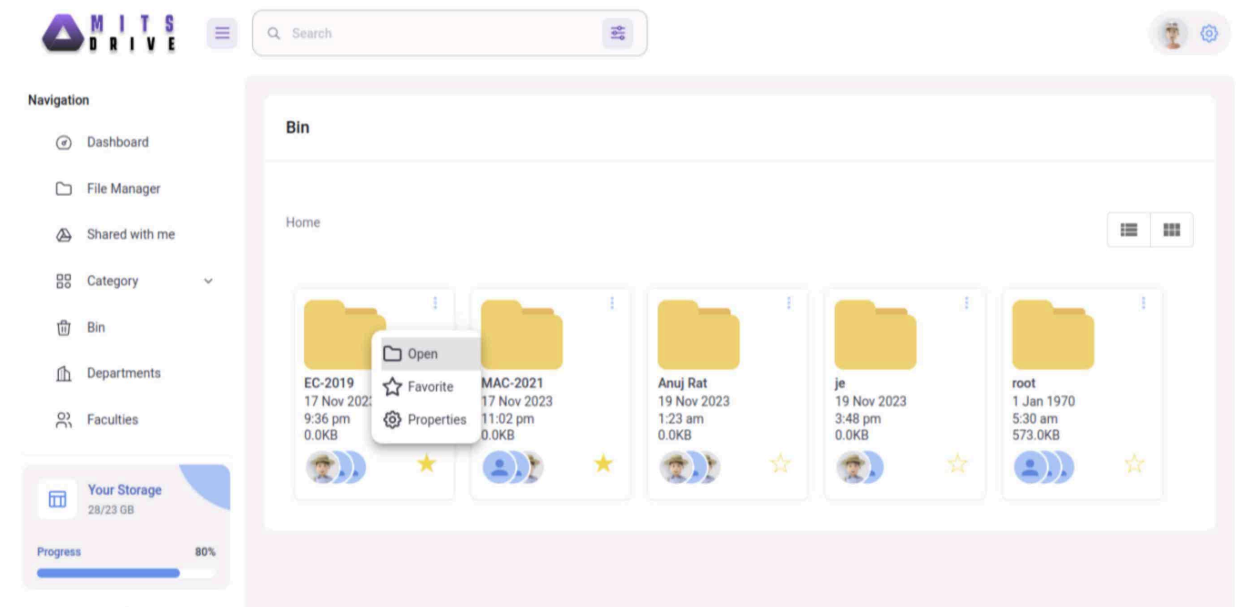 MITS
DRIVE
Search
Navigation
Dashboard
File Manager
Shared with me
Category
Bin
Departments
Faculties
Your Storage
28/23 GB
Progress 80%
Bin
Home
EC-2019
17 Nov 202
9:36 pm
0.0KB
Open
Favorite
Properties
MAC-2021
17 Nov 2023
11:02 pm
0.0KB
Anuj Rat
19 Nov 2023
1:23 am
0.0KB
je
19 Nov 2023
3:48 pm
0.0KB
root
1 Jan 1970
5:30 am
573.0KB